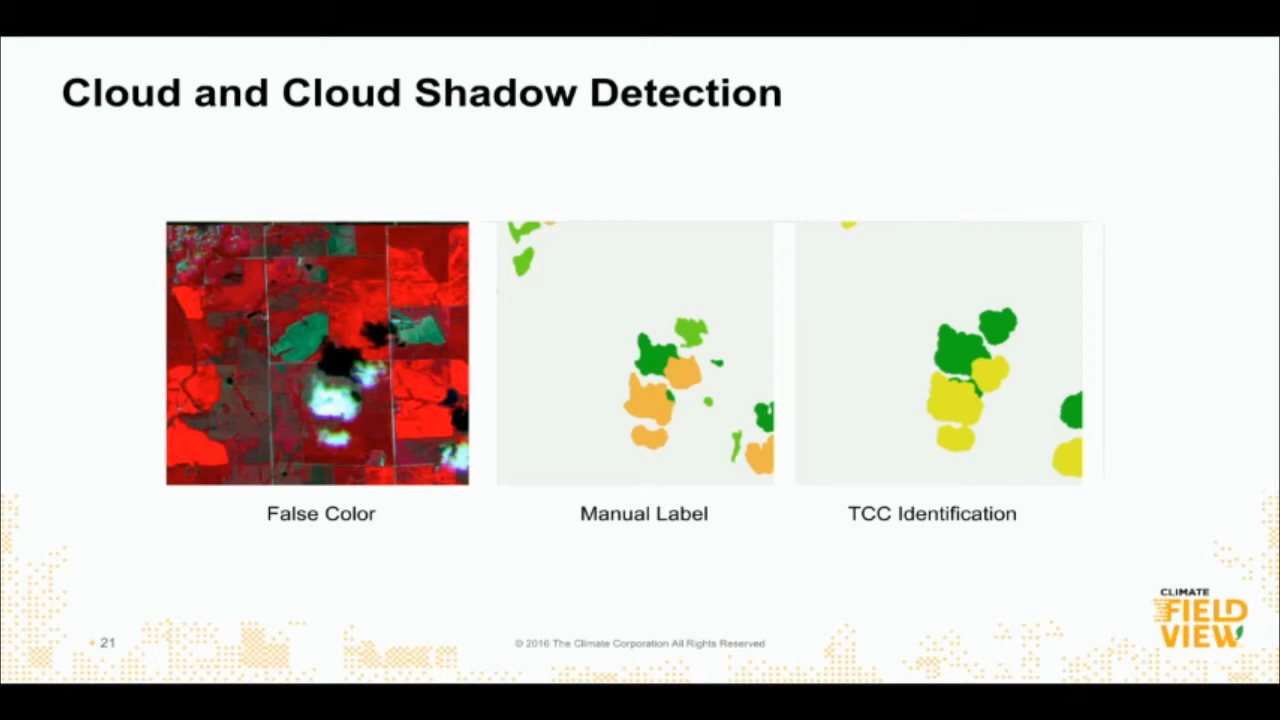 Cloud and Cloud Shadow Detection
False Color
Manual Label
TCC Identification
CLIMATE
FIELD
VIEW
21
© 2016 The Climate Corporation All Rights Reserved